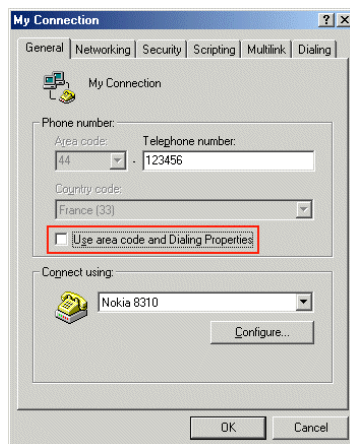 My Connection
General Networking Security Scripting Multilink Dialing
My Connection
Phone number:
Area code: Telephone number:
44 - 123456
Country code:
France (33)
Use area code and Dialing Properties
Connect using:
Nokia 8310
Configure...
OK Cancel